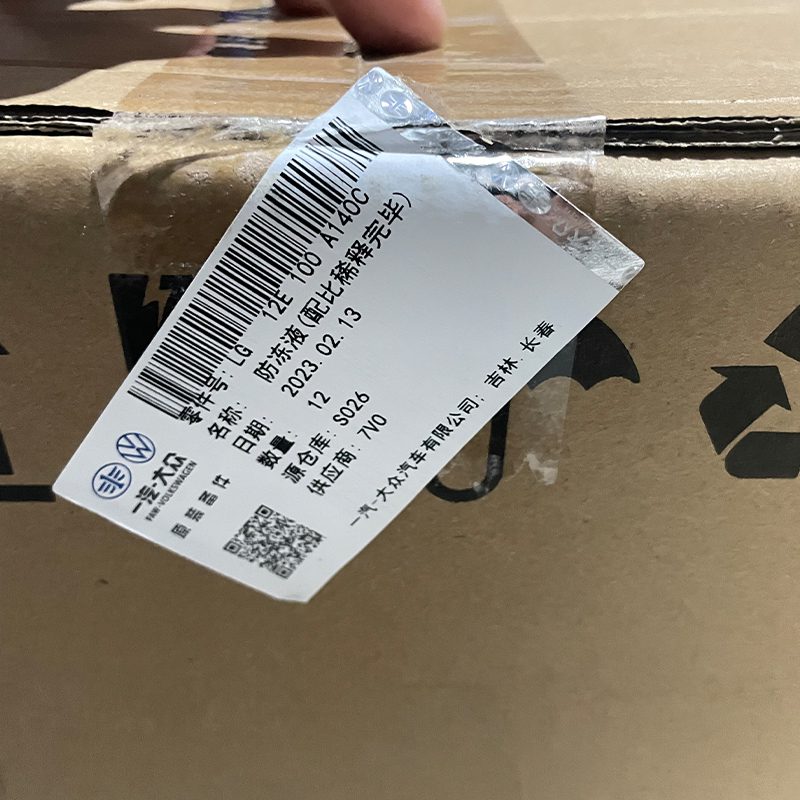 零件号: LG 12E 100 A140C
名称: 防冻液(配比稀释完毕)
日期: 2023.02.13
数量: 12
源仓库: S026
供应商: 7V0
一汽-大众汽车有限公司: 吉林.长春
一汽-大众
FAW-VOLKSWAGEN
原装备件